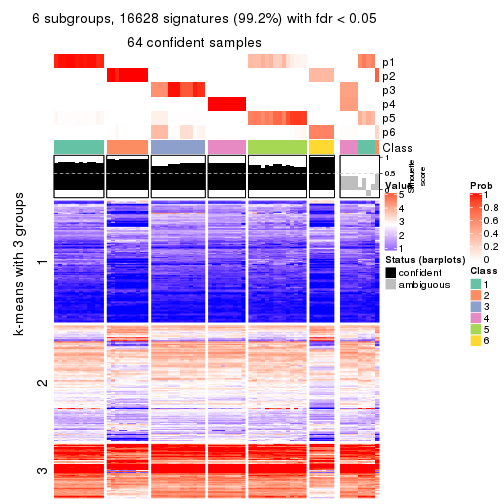 6 subgroups, 16628 signatures (99.2%) with fdr < 0.05
64 confident samples
p1
p2
p3
p4
p5
p6
Class
1
0.5
0
Silhouette
score
k-means with 3 groups
1
2
3
Value
5
4
3
2
1
Status (barplots)
confident
ambiguous
Prob
1
0.8
0.6
0.4
0.2
0
Class
1
2
3
4
5
6